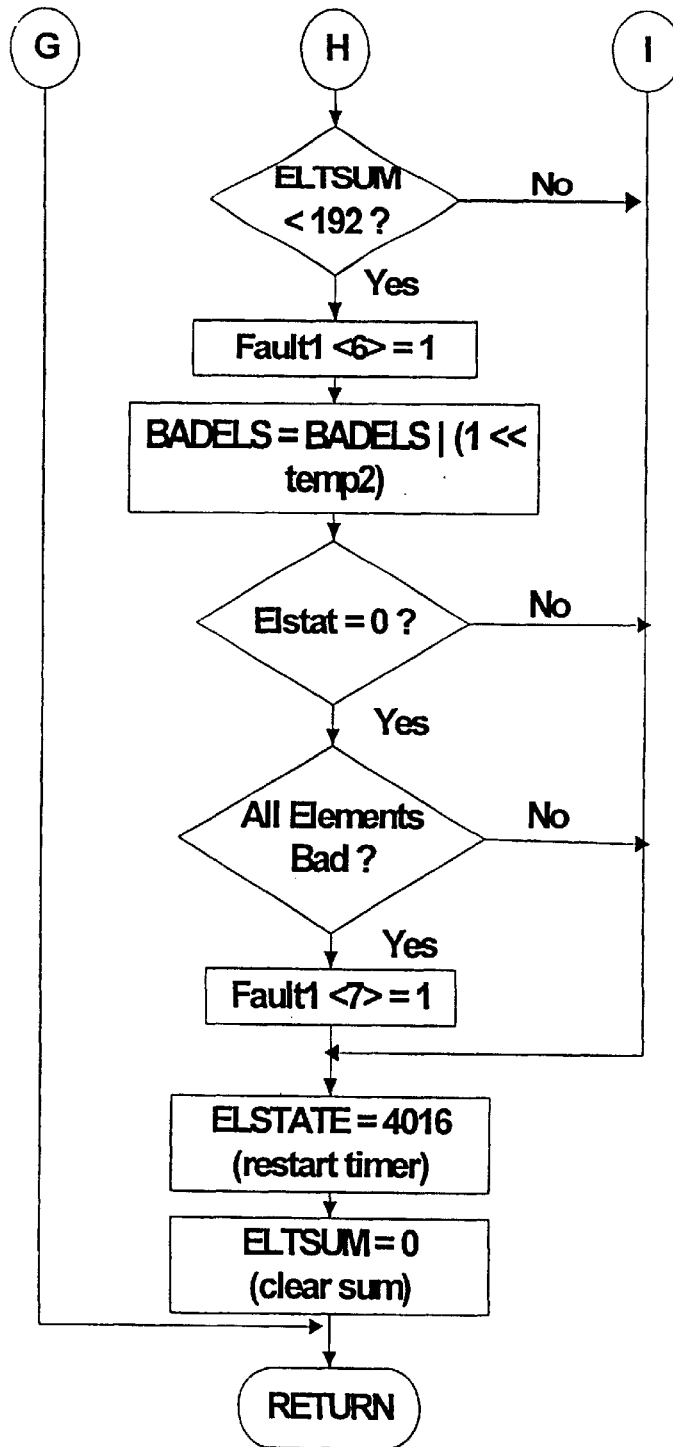 G
H
I
ELTSUM
< 192 ?
No
Yes
Fault1 <6> = 1
BADELS = BADELS | (1 <<
temp2)
Elstat = 0 ?
No
Yes
All Elements
Bad ?
No
Yes
Fault1 <7> = 1
ELSTATE = 4016
(restart timer)
ELTSUM = 0
(clear sum)
RETURN